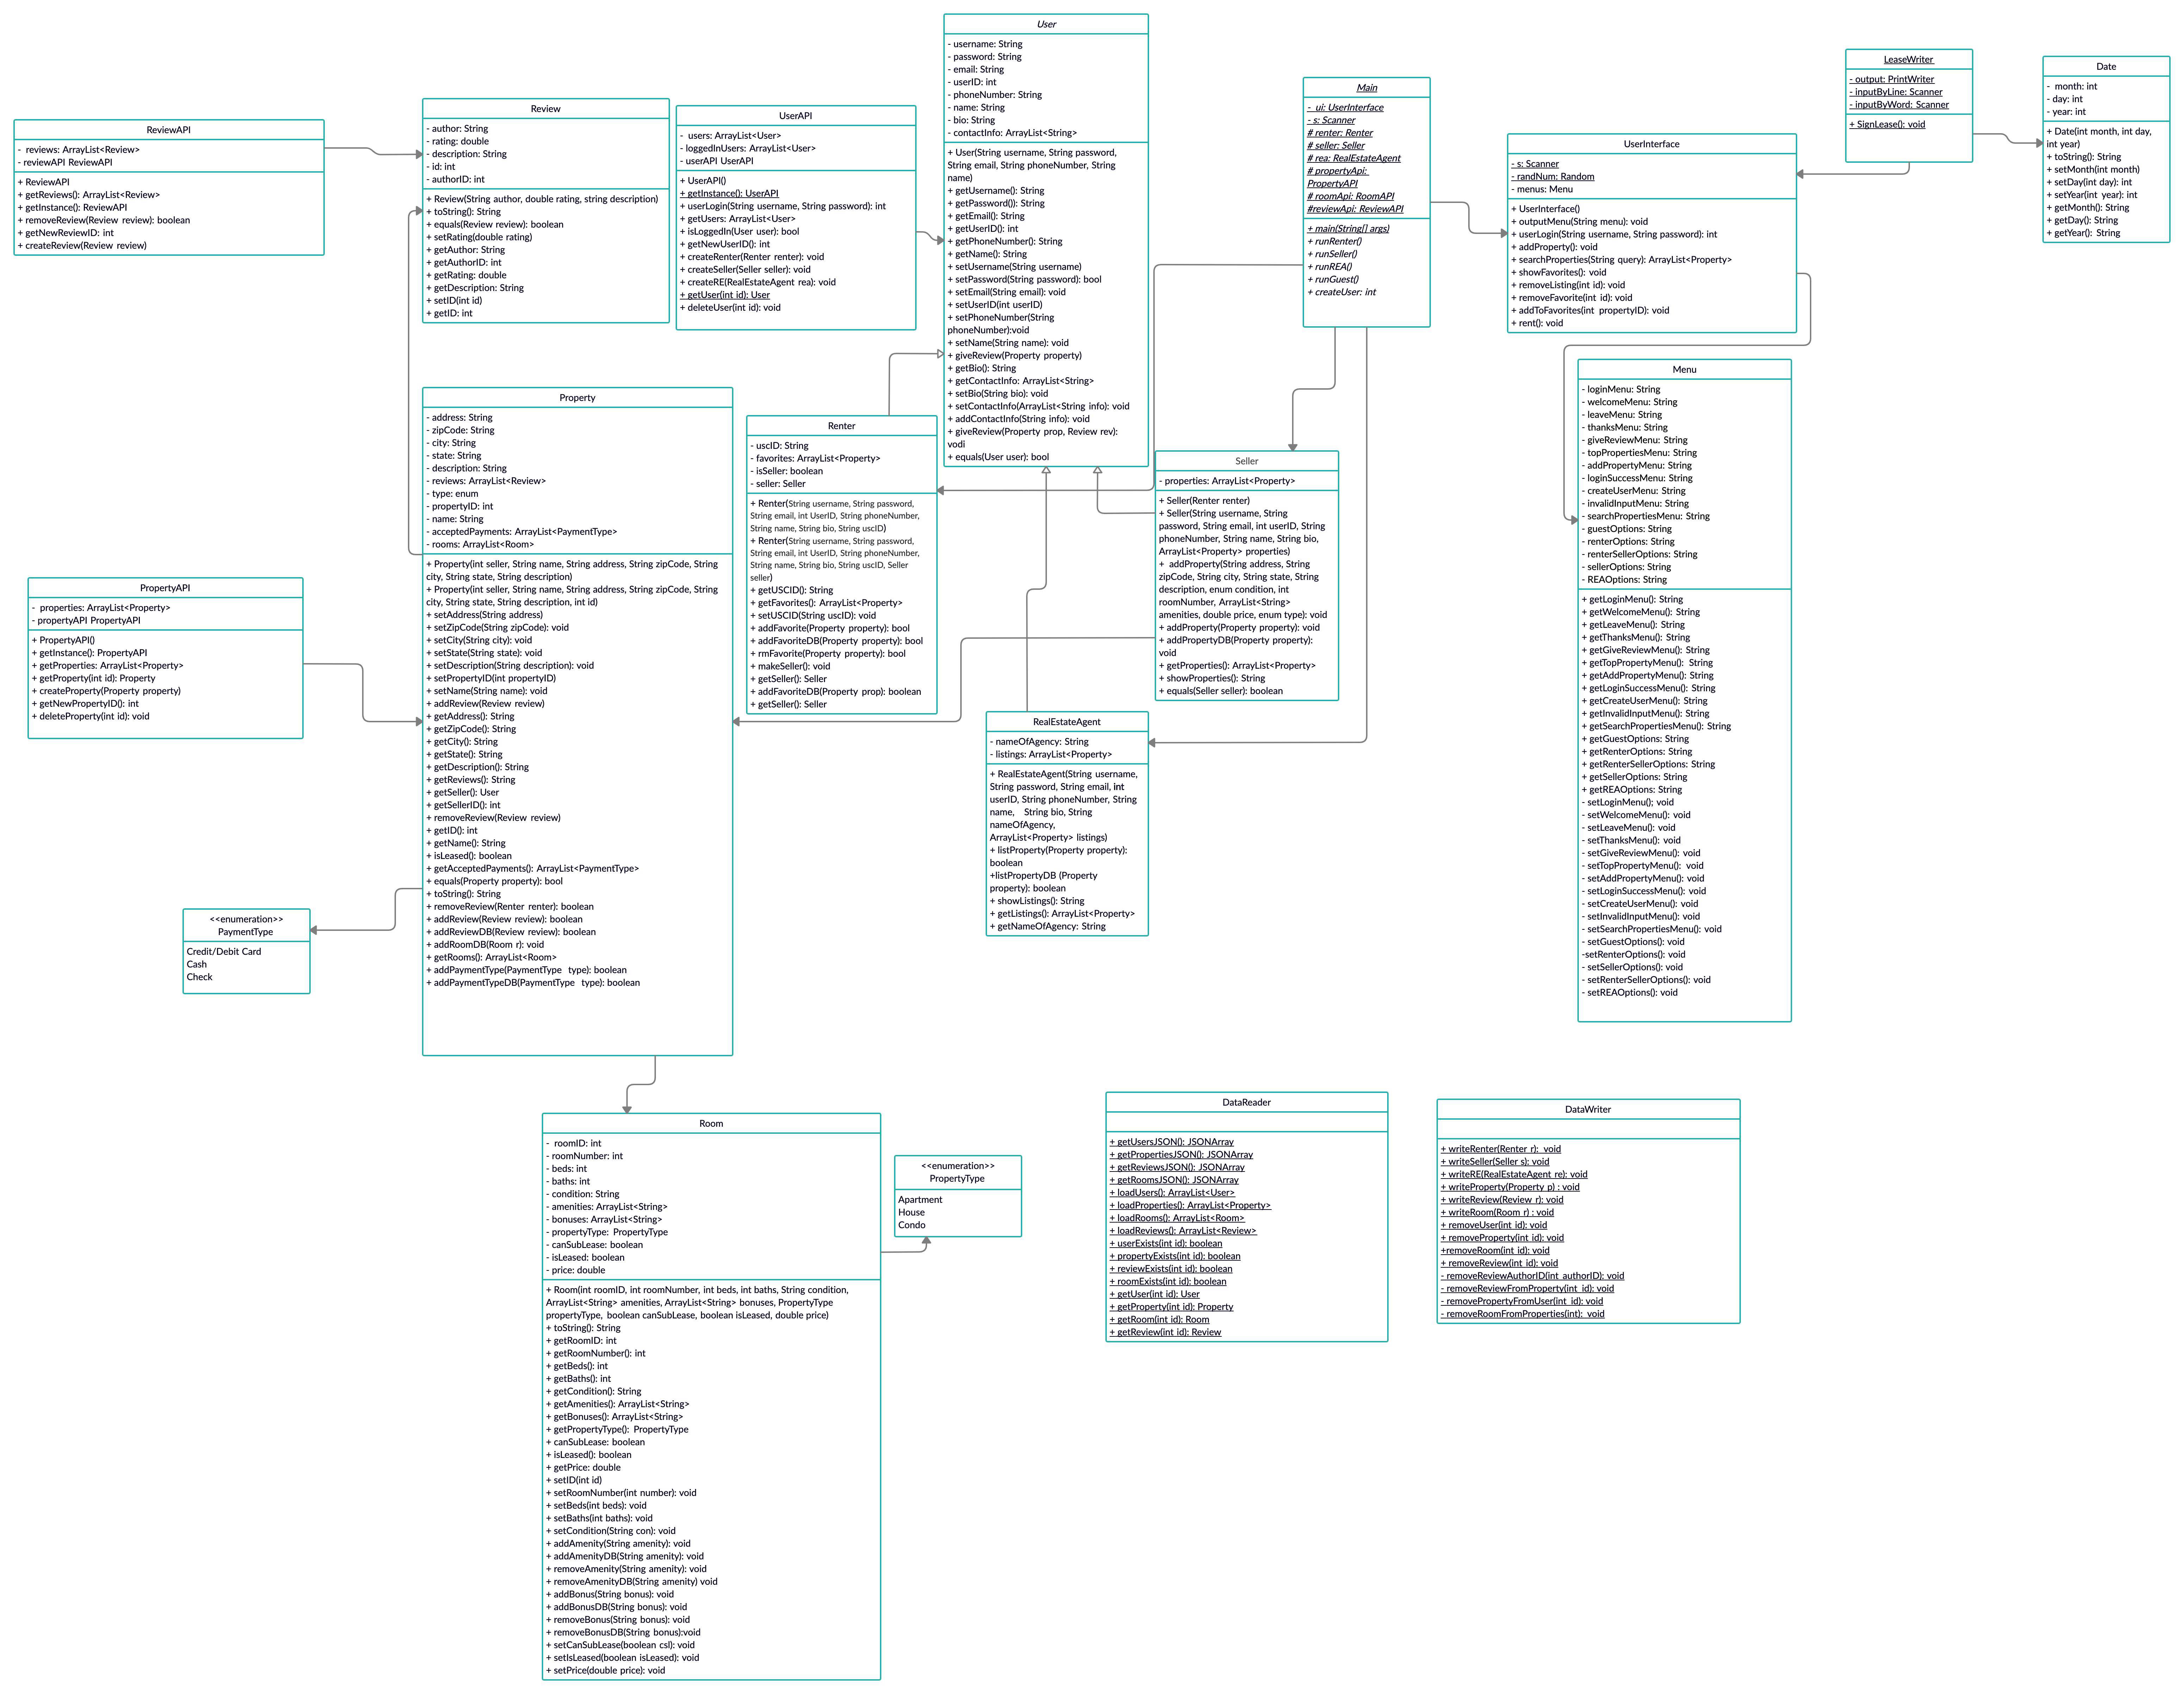 ReviewAPI
-  reviews: ArrayList<Review>
- reviewAPI ReviewAPI
+ ReviewAPI
+ getReviews(): ArrayList<Review>
+ getInstance(): ReviewAPI
+ removeReview(Review review): boolean
+ getNewReviewID: int
+ createReview(Review review)
Review
- author: String
- rating: double
- description: String
- id: int
- authorID: int
+ Review(String author, double rating, string description)
+ toString(): String
+ equals(Review review): boolean
+ setRating(double rating)
+ getAuthor: String
+ getAuthorID: int
+ getRating: double
+ getDescription: String
+ setID(int id)
+ getID: int
UserAPI
-  users: ArrayList<User>
- loggedInUsers: ArrayList<User>
- userAPI UserAPI
+ UserAPI()
+ getInstance(): UserAPI
+ userLogin(String username, String password): int
+ getUsers: ArrayList<User>
+ isLoggedIn(User user): bool
+ getNewUserID(): int
+ createRenter(Renter renter): void
+ createSeller(Seller seller): void
+ createRE(RealEstateAgent rea): void
+ getUser(int id): User
+ deleteUser(int id): void
User
- username: String
- password: String
- email: String
- userID: int
- phoneNumber: String
- name: String
- bio: String
- contactInfo: ArrayList<String>
+ User(String username, String password,
String email, String phoneNumber, String
name)
+ getUsername(): String
+ getPassword()): String
+ getEmail(): String
+ getUserID(): int
+ getPhoneNumber(): String
+ getName(): String
+ setUsername(String username)
+ setPassword(String password): bool
+ setEmail(String email): void
+ setUserID(int userID)
+ setPhoneNumber(String
phoneNumber):void
+ setName(String name): void
+ giveReview(Property property)
+ getBio(): String
+ getContactInfo: ArrayList<String>
+ setBio(String bio): void
+ setContactInfo(ArrayList<String info): void
+ addContactInfo(String info): void
+ giveReview(Property prop, Review rev):
vodi
+ equals(User user): bool
Main
-  ui: UserInterface
- s: Scanner
# renter: Renter
# seller: Seller
# rea: RealEstateAgent
# propertyApi:
PropertyAPI
# roomApi: RoomAPI
#reviewApi: ReviewAPI
+ main(String[] args)
+ runRenter()
+ runSeller()
+ runREA()
+ runGuest()
+ createUser: int
UserInterface
- s: Scanner
- randNum: Random
- menus: Menu
+ UserInterface()
+ outputMenu(String menu): void
+ userLogin(String username, String password): int
+ addProperty(): void
+ searchProperties(String query): ArrayList<Property>
+ showFavorites(): void
+ removeListing(int id): void
+ removeFavorite(int id): void
+ addToFavorites(int propertyID): void
+ rent(): void
LeaseWriter
- output: PrintWriter
- inputByLine: Scanner
- inputByWord: Scanner
+ SignLease(): void
Date
-  month: int
- day: int
- year: int
+ Date(int month, int day,
int year)
+ toString(): String
+ setMonth(int month)
+ setDay(int day): int
+ setYear(int year): int
+ getMonth(): String
+ getDay(): String
+ getYear(): String
Menu
- loginMenu: String
- welcomeMenu: String
- leaveMenu: String
- thanksMenu: String
- giveReviewMenu: String
- topPropertiesMenu: String
- addPropertyMenu: String
- loginSuccessMenu: String
- createUserMenu: String
- invalidInputMenu: String
- searchPropertiesMenu: String
- guestOptions: String
- renterOptions: String
- renterSellerOptions: String
- sellerOptions: String
- REAOptions: String
+ getLoginMenu: String
+ getWelcomeMenu: String
+ getLeaveMenu: String
+ getThanksMenu: String
+ getGiveReviewMenu: String
+ getTopPropertyMenu:  String
+ getAddPropertyMenu: String
+ getLoginSuccessMenu: String
+ getCreateUserMenu: String
+ getInvalidInputMenu: String
+ getSearchPropertiesMenu: String
+ getGuestOptions: String
+ getRenterOptions: String
+ getRenterSellerOptions: String
+ getSellerOptions: String
+ getREAOptions: String
- setLoginMenu(); void
- setWelcomeMenu(): void
- setLeaveMenu(): void
- setThanksMenu(): void
- setGiveReviewMenu(): void
- setTopPropertyMenu():  void
- setAddPropertyMenu(): void
- setLoginSuccessMenu(): void
- setCreateUserMenu(): void
- setInvalidInputMenu(): void
- setSearchPropertiesMenu(): void
- setGuestOptions(): void
-setRenterOptions(): void
- setSellerOptions(): void
- setRenterSellerOptions(): void
- setREAOptions(): void
Property
- address: String
- zipCode: String
- city: String
- state: String
- description: String
- reviews: ArrayList<Review>
- type: enum
- propertyID: int
- name: String
- acceptedPayments: ArrayList<PaymentType>
- rooms: ArrayList<Room>
+ Property(int seller, String name, String address, String zipCode, String
city, String state, String description)
+ Property(int seller, String name, String address, String zipCode, String
city, String state, String description, int id)
+ setAddress(String address)
+ setZipCode(String zipCode): void
+ setCity(String city): void
+ setState(String state): void
+ setDescription(String description): void
+ setPropertyID(int propertyID)
+ setName(String name): void
+ addReview(Review review)
+ getAddress(): String
+ getZipCode(): String
+ getCity(): String
+ getState(): String
+ getDescription(): String
+ getReviews(): String
+ getSeller(): User
+ getSellerID(): int
+ removeReview(Review review)
+ getID(): int
+ getName(): String
+ isLeased(): boolean
+ getAcceptedPayments(): ArrayList<PaymentType>
+ equals(Property property): bool
+ toString(): String
+ removeReview(Renter renter): boolean
+ addReview(Review review): boolean
+ addReviewDB(Review review): boolean
+ addRoomDB(Room r): void
+ getRooms(): ArrayList<Room>
+ addPaymentType(PaymentType  type): boolean
+ addPaymentTypeDB(PaymentType  type): boolean
Renter
- uscID: String
- favorites: ArrayList<Property>
- isSeller: boolean
- seller: Seller
+ Renter(String username, String password,
String email, int UserID, String phoneNumber,
String name, String bio, String uscID)
+ Renter(String username, String password,
String email, int UserID, String phoneNumber,
String name, String bio, String uscID, Seller
seller)
+ getUSCID(): String
+ getFavorites(): ArrayList<Property>
+ setUSCID(String uscID): void
+ addFavorite(Property property): bool
+ addFavoriteDB(Property property): bool
+ rmFavorite(Property property): bool
+ makeSeller(): void
+ getSeller(): Seller
+ addFavoriteDB(Property prop): boolean
+ getSeller(): Seller
Seller
- properties: ArrayList<Property>
+ Seller(Renter renter)
+ Seller(String username, String
password, String email, int userID, String
phoneNumber, String name, String bio,
ArrayList<Property> properties)
+  addProperty(String address, String
zipCode, String city, String state, String
description, enum condition, int
roomNumber, ArrayList<String>
amenities, double price, enum type): void
+ addProperty(Property property): void
+ addPropertyDB(Property property):
void
+ getProperties(): ArrayList<Property>
+ showProperties(): String
+ equals(Seller seller): boolean
PropertyAPI
-  properties: ArrayList<Property>
- propertyAPI PropertyAPI
+ PropertyAPI()
+ getInstance(): PropertyAPI
+ getProperties: ArrayList<Property>
+ getProperty(int id): Property
+ createProperty(Property property)
+ getNewPropertyID(): int
+ deleteProperty(int id): void
RealEstateAgent
- nameOfAgency: String
- listings: ArrayList<Property>
+ RealEstateAgent(String username,
String password, String email, int
userID, String phoneNumber, String
name,    String bio, String
nameOfAgency,
ArrayList<Property> listings)
+ listProperty(Property property):
boolean
+listPropertyDB (Property
property): boolean
+ showListings(): String
+ getListings(): ArrayList<Property>
+ getNameOfAgency: String
<<enumeration>>
PaymentType
Credit/Debit Card
Cash
Check
Room
-  roomID: int
- roomNumber: int
- beds: int
- baths: int
- condition: String
- amenities: ArrayList<String>
- bonuses: ArrayList<String>
- propertyType:  PropertyType
- canSubLease: boolean
- isLeased: boolean
- price: double
+ Room(int roomID, int roomNumber, int beds, int baths, String condition,
ArrayList<String> amenities, ArrayList<String> bonuses, PropertyType
propertyType,  boolean canSubLease, boolean isLeased, double price)
+ toString(): String
+ getRoomID: int
+ getRoomNumber(): int
+ getBeds(): int
+ getBaths(): int
+ getCondition(): String
+ getAmenities(): ArrayList<String>
+ getBonuses(): ArrayList<String>
+ getPropertyType():  PropertyType
+ canSubLease: boolean
+ isLeased(): boolean
+ getPrice: double
+ setID(int id)
+ setRoomNumber(int number): void
+ setBeds(int beds): void
+ setBaths(int baths): void
+ setCondition(String con): void
+ addAmenity(String amenity): void
+ addAmenityDB(String amenity): void
+ removeAmenity(String amenity): void
+ removeAmenityDB(String amenity) void
+ addBonus(String bonus): void
+ addBonusDB(String bonus): void
+ removeBonus(String bonus): void
+ removeBonusDB(String bonus):void
+ setCanSubLease(boolean csl): void
+ setIsLeased(boolean isLeased): void
+ setPrice(double price): void
<<enumeration>>
PropertyType
Apartment
House
Condo
DataReader
+ getUsersJSON(): JSONArray
+ getPropertiesJSON(): JSONArray
+ getReviewsJSON(): JSONArray
+ getRoomsJSON(): JSONArray
+ loadUsers(): ArrayList<User>
+ loadProperties(): ArrayList<Property>
+ loadRooms(): ArrayList<Room>
+ loadReviews(): ArrayList<Review>
+ userExists(int id): boolean
+ propertyExists(int id): boolean
+ reviewExists(int id): boolean
+ roomExists(int id): boolean
+ getUser(int id): User
+ getProperty(int id): Property
+ getRoom(int id): Room
+ getReview(int id): Review
DataWriter
+ writeRenter(Renter r):  void
+ writeSeller(Seller s): void
+ writeRE(RealEstateAgent re): void
+ writeProperty(Property p) : void
+ writeReview(Review r): void
+ writeRoom(Room r) : void
+ removeUser(int id): void
+ removeProperty(int id): void
+removeRoom(int id): void
+ removeReview(int id): void
- removeReviewAuthorID(int authorID): void
- removeReviewFromProperty(int id): void
- removePropertyFromUser(int id): void
- removeRoomFromProperties(int):  void